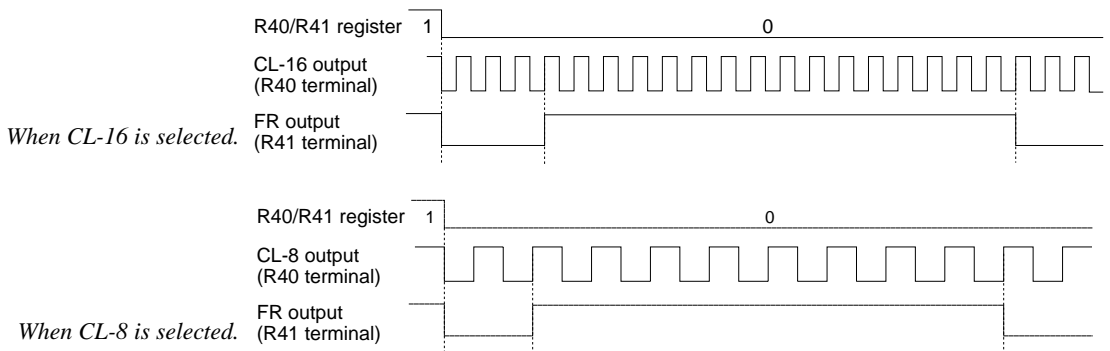 R40/R41 register 1 0
CL-16 output
(R40 terminal)
When CL-16 is selected. FR output
(R41 terminal)
R40/R41 register 1 0
CL-8 output
(R40 terminal)
When CL-8 is selected. FR output
(R41 terminal)